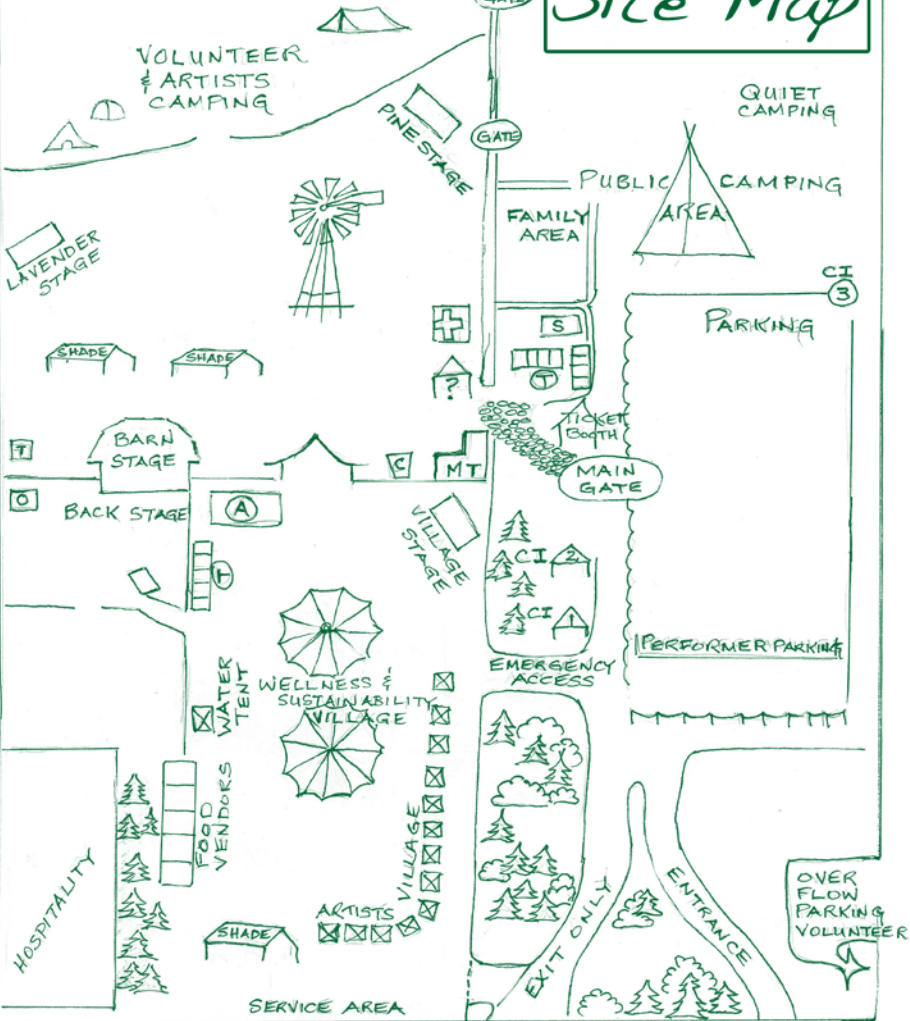 GATE
Site Map
VOLUNTEER
& ARTISTS
CAMPING
QUIET
CAMPING
PINE STAGE
GATE
PUBLIC CAMPING
AREA
FAMILY
AREA
LAVENDER
STAGE
CI
3
PARKING
S
SHADE
SHADE
T
?
TICKET
BOOTH
BARN
STAGE
T
C
MT
MAIN
GATE
O
BACK STAGE
A
VILLAGE
STAGE
T
CI 2
CI 1
PERFORMER PARKING
EMERGENCY
ACCESS
WELLNESS &
SUSTAINABILITY
VILLAGE
WATER
TENT
FOOD
VENDORS
VILLAGE
ARTISTS
HOSPITALITY
SHADE
EXIT ONLY
ENTRANCE
OVER
FLOW
PARKING
VOLUNTEER
SERVICE AREA